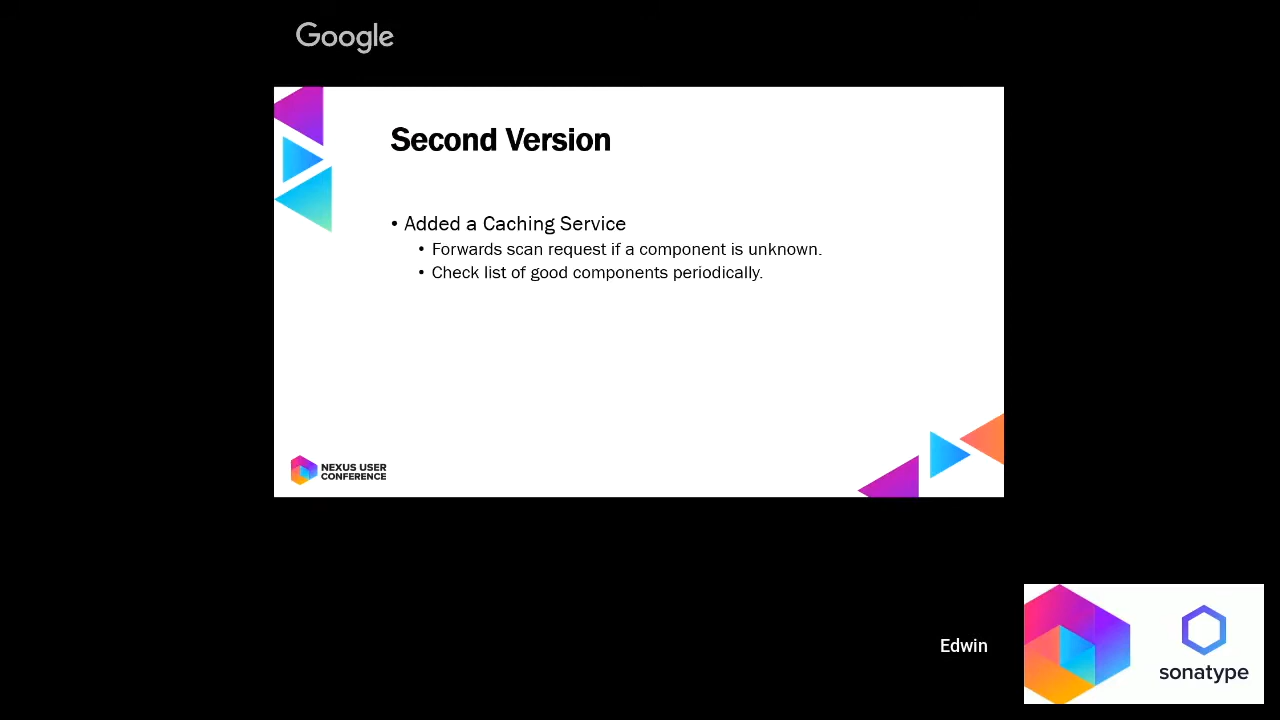 Google
Second Version
• Added a Caching Service
• Forwards scan request if a component is unknown.
• Check list of good components periodically.
NEXUS USER
CONFERENCE
Edwin
sonatype